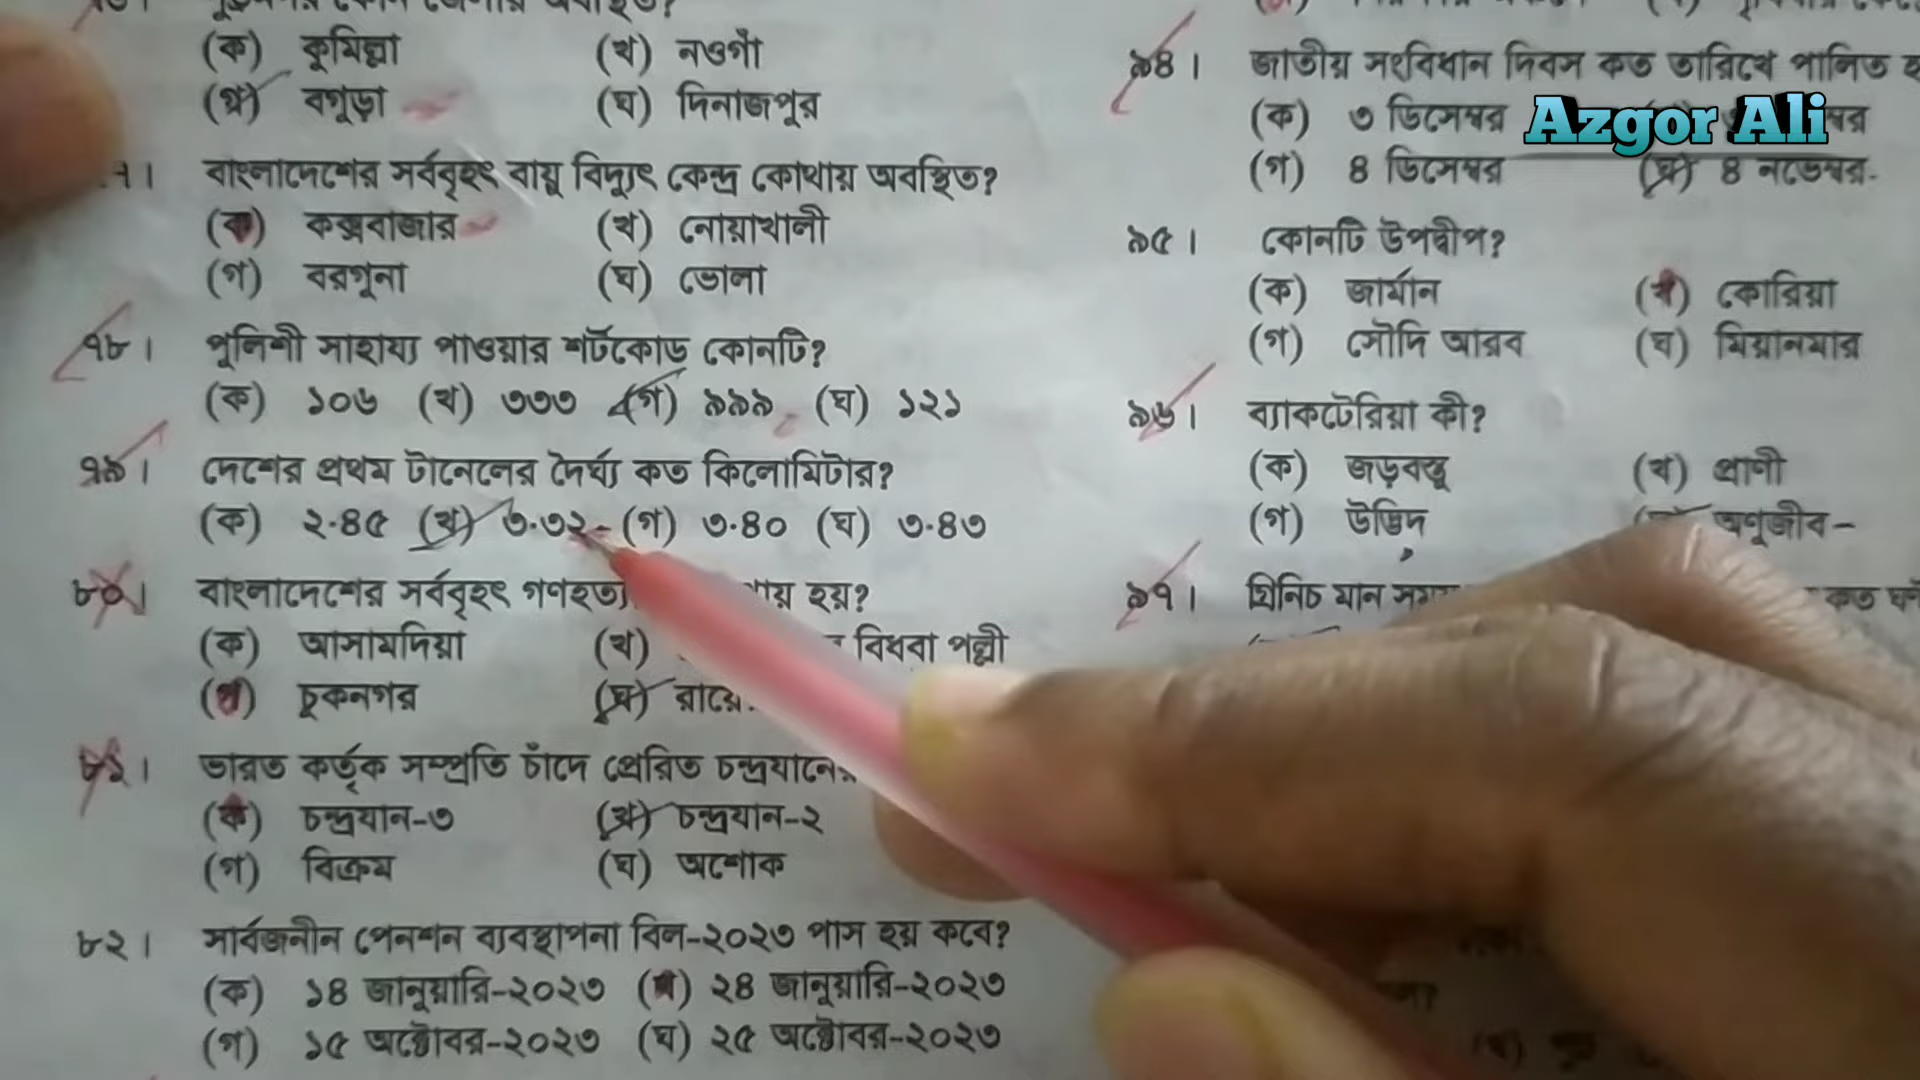 (ক) কুমিল্লা (খ) নওগাঁ
(গ) বগুড়া (ঘ) দিনাজপুর
৭। বাংলাদেশের সর্ববৃহৎ বায়ু বিদ্যুৎ কেন্দ্র কোথায় অবস্থিত?
(ক) কক্সবাজার (খ) নোয়াখালী
(গ) বরগুনা (ঘ) ভোলা
৭৮। পুলিশী সাহায্য পাওয়ার শর্টকোড কোনটি?
(ক) ১০৬ (খ) ৩৩৩ (গ) ৯৯৯ (ঘ) ১২১
৭৯। দেশের প্রথম টানেলের দৈর্ঘ্য কত কিলোমিটার?
(ক) ২.৪৫ (খ) ৩.৩২ (গ) ৩.৪০ (ঘ) ৩.৪৩
৮০। বাংলাদেশের সর্ববৃহৎ হয়?
(ক) আসামদিয়া (খ) বিধবা পল্লী
(গ) চুকনগর (ঘ)
৮১। ভারত কর্তৃক সম্প্রতি চাঁদে প্রেরিত
(ক) চন্দ্রযান-৩ (খ) চন্দ্রযান-২
(গ) বিক্রম (ঘ) অশোক
৮২। সার্বজনীন পেনশন ব্যবস্থাপনা বিল-২০২৩ পাস হয় কবে?
(ক) ১৪ জানুয়ারি-২০২৩ (খ) ২৪ জানুয়ারি-২০২৩
(গ) ১৫ অক্টোবর-২০২৩ (ঘ) ২৫ অক্টোবর-২০২৩
৯৪। জাতীয় সংবিধান দিবস কত তারিখে পালিত
(ক) ৩ ডিসেম্বর
Azgor Ali
(গ) ৪ ডিসেম্বর (ঘ) ৪ নভেম্বর
৯৫। কোনটি উপদ্বীপ?
(ক) জার্মান (খ) কোরিয়া
(গ) সৌদি আরব (ঘ) মিয়ানমার
৯৬। ব্যাকটেরিয়া কী?
(ক) জড়বস্তু (খ) প্রাণী
(গ) উদ্ভিদ অণুজীব
৯৭। গ্রিনিচ মান কত